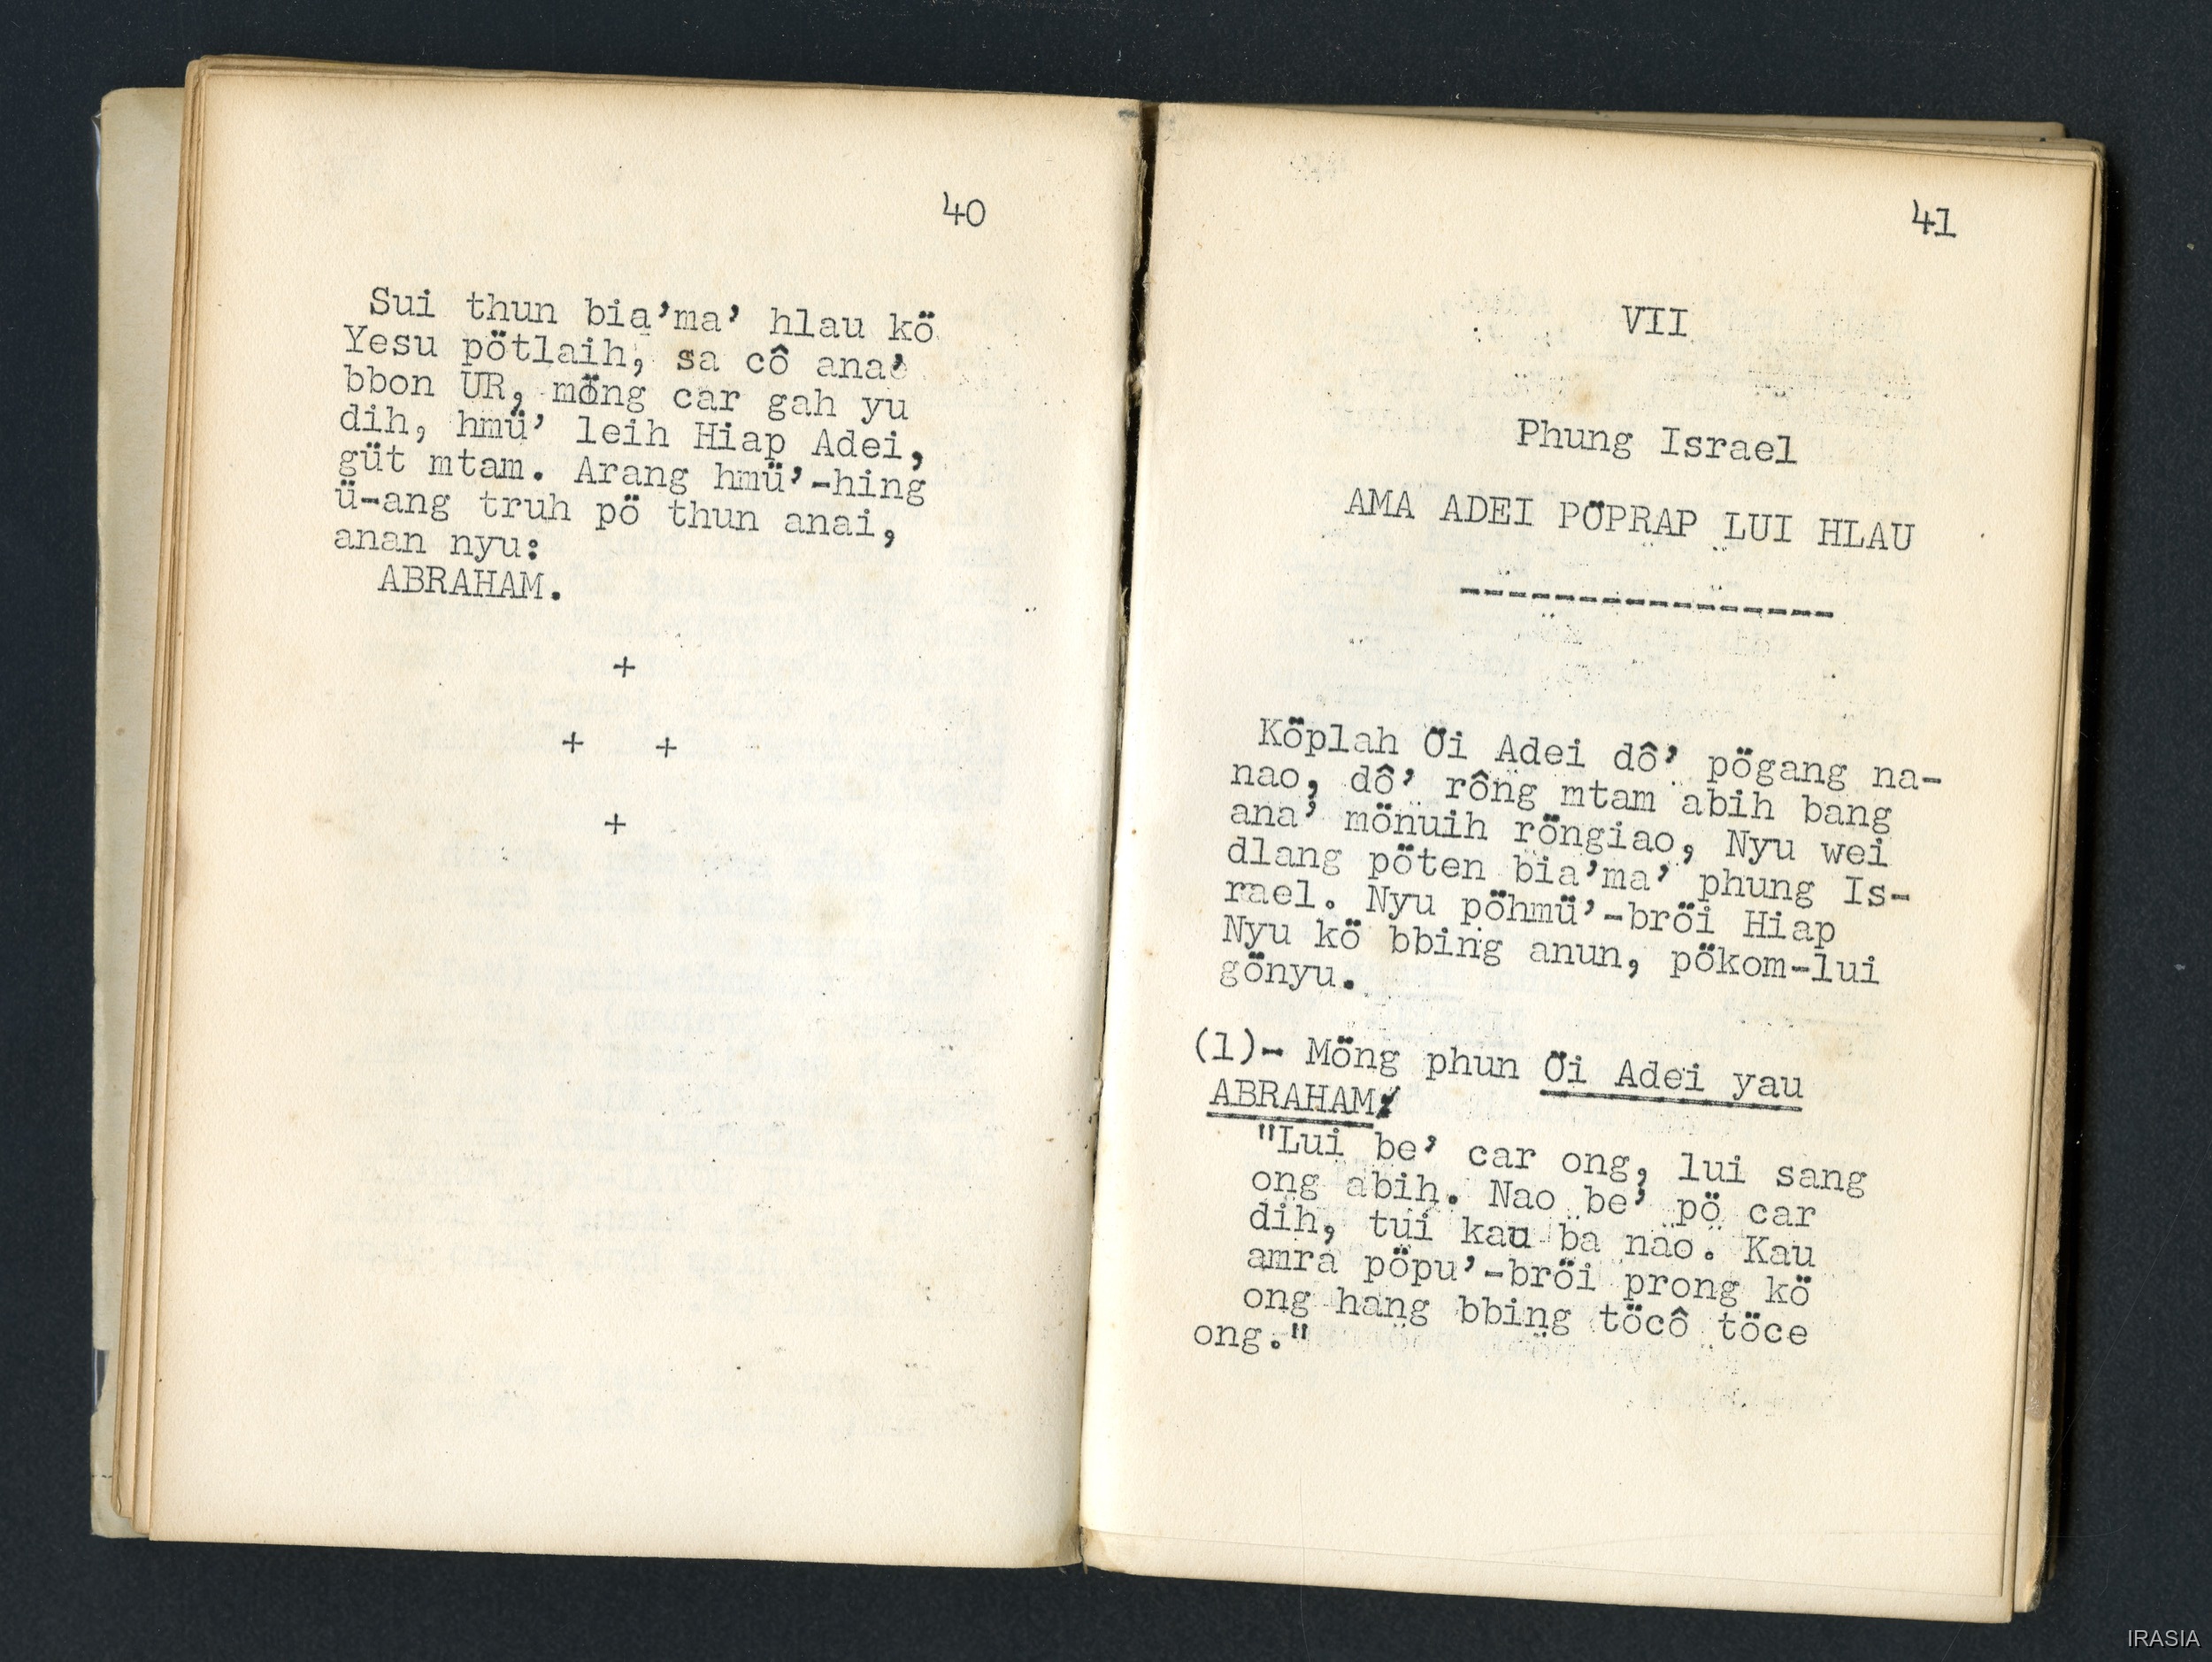 40
Sui thun bia'ma' hlau kö
Yesu pötlaih, sa cô ana'
bbon UR, möng car gah yu
dih, hmü' leih Hiap Adei,
güt mtam. Arang hmü'-hing
ü-ang truh pö thun anai,
anan nyu:
ABRAHAM.
+
+ +
+
41
VII
Phung Israel
AMA ADEI PÖPRAP LUI HLAU
-----------------
Köplah Öi Adei dô' pögang na-
nao, dô' rông mtam abih bang
ana' mönuih röngiao, Nyu wei
dlang pöten bia'ma' phung Is-
rael. Nyu pöhmü'-bröi Hiap
Nyu kö bbing anun, pökom-lui
gönyu.
(1)- Möng phun Öi Adei yau
ABRAHAM:
"Lui be' car ong, lui sang
ong abih. Nao be' pö car
dih, tui kau ba nao. Kau
amra pöpu'-bröi prong kö
ong hang bbing töcô töce
ong."
IRASIA